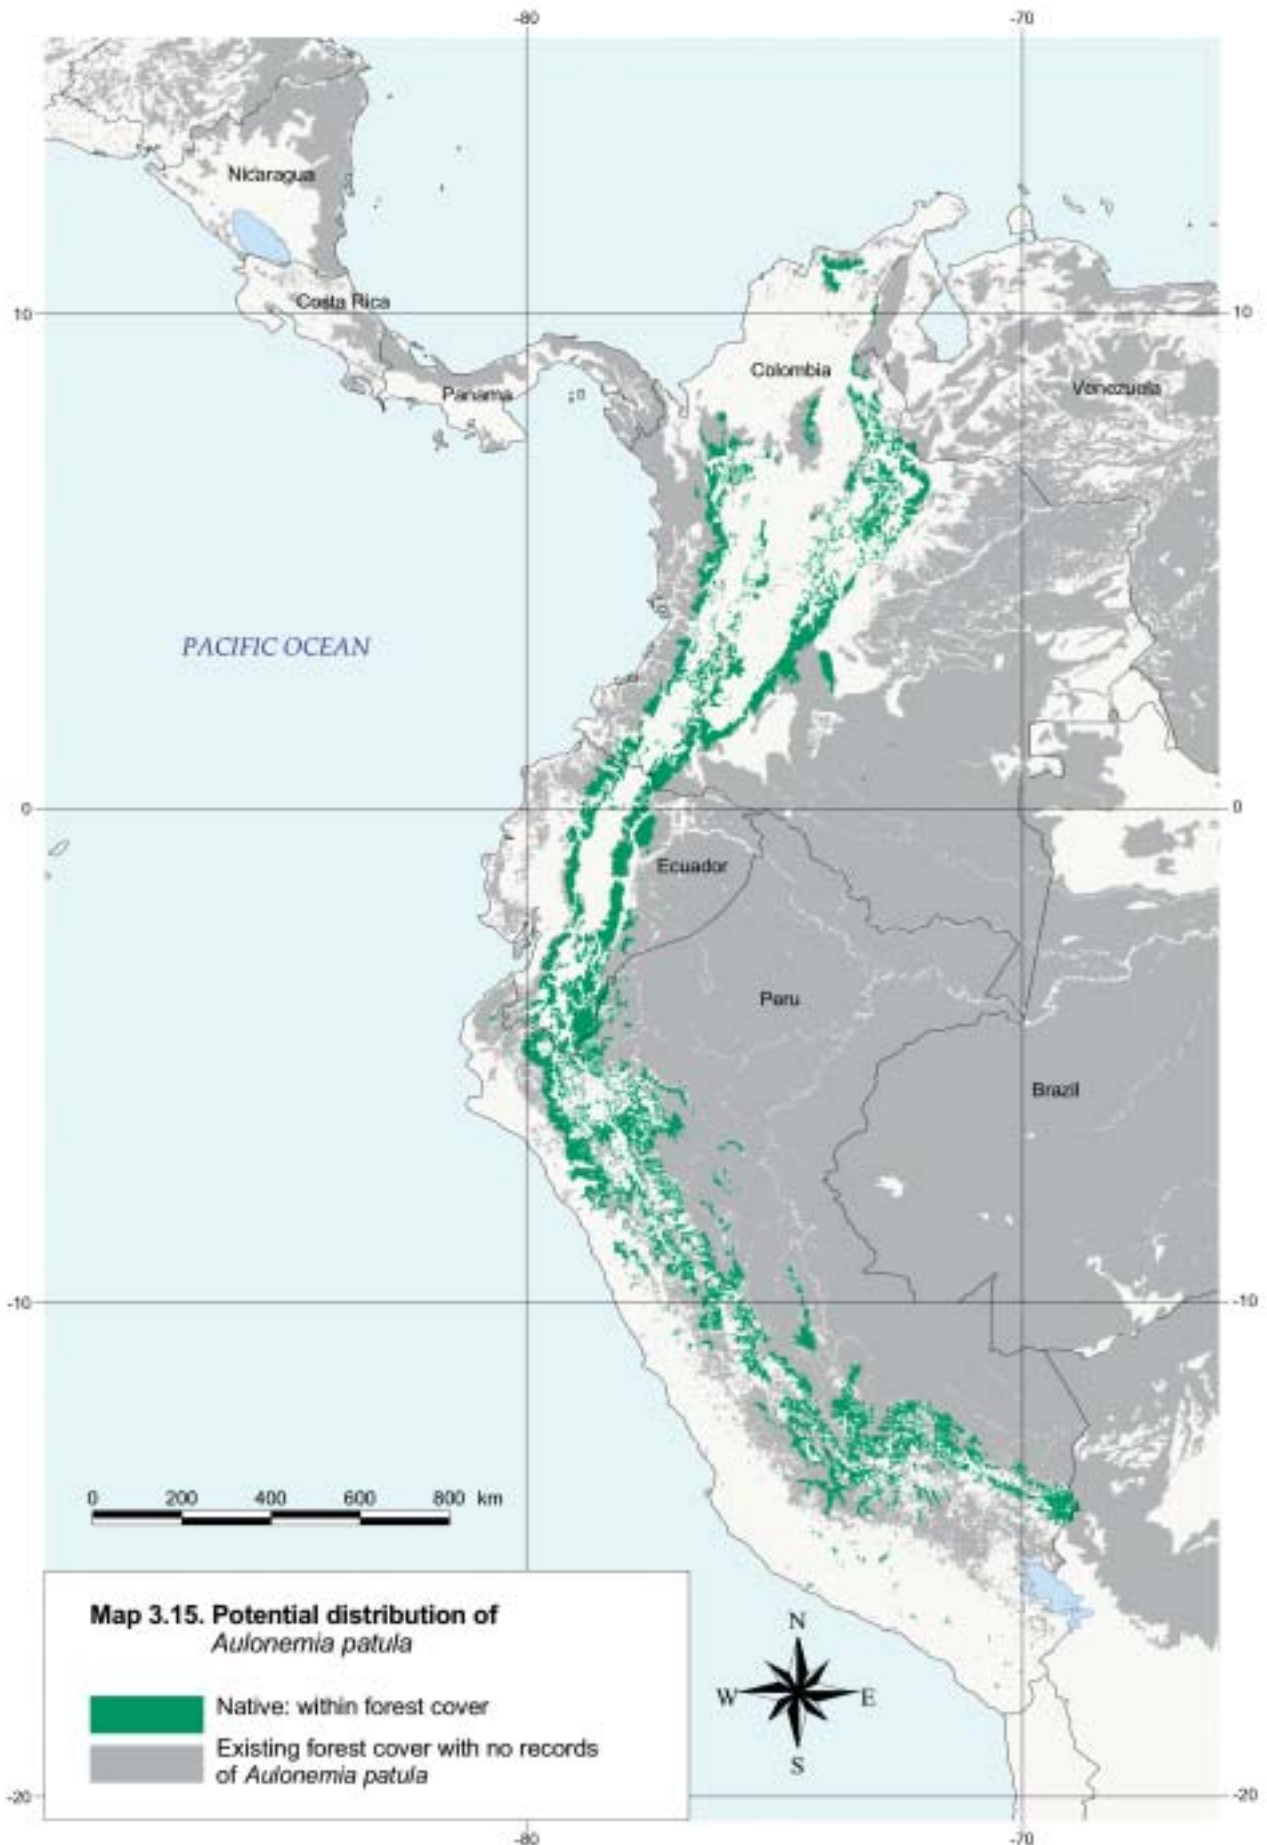 -80
-70
Nicaragua
Costa Rica
10
10
Colombia
Panama
Venezuela
PACIFIC OCEAN
0
0
Ecuador
Peru
Brazil
-10
-10
0 200 400 600 800 km
Map 3.15. Potential distribution of
Aulonemia patula
Native: within forest cover
Existing forest cover with no records
of Aulonemia patula
N
W E
S
-20
-20
-80
-70